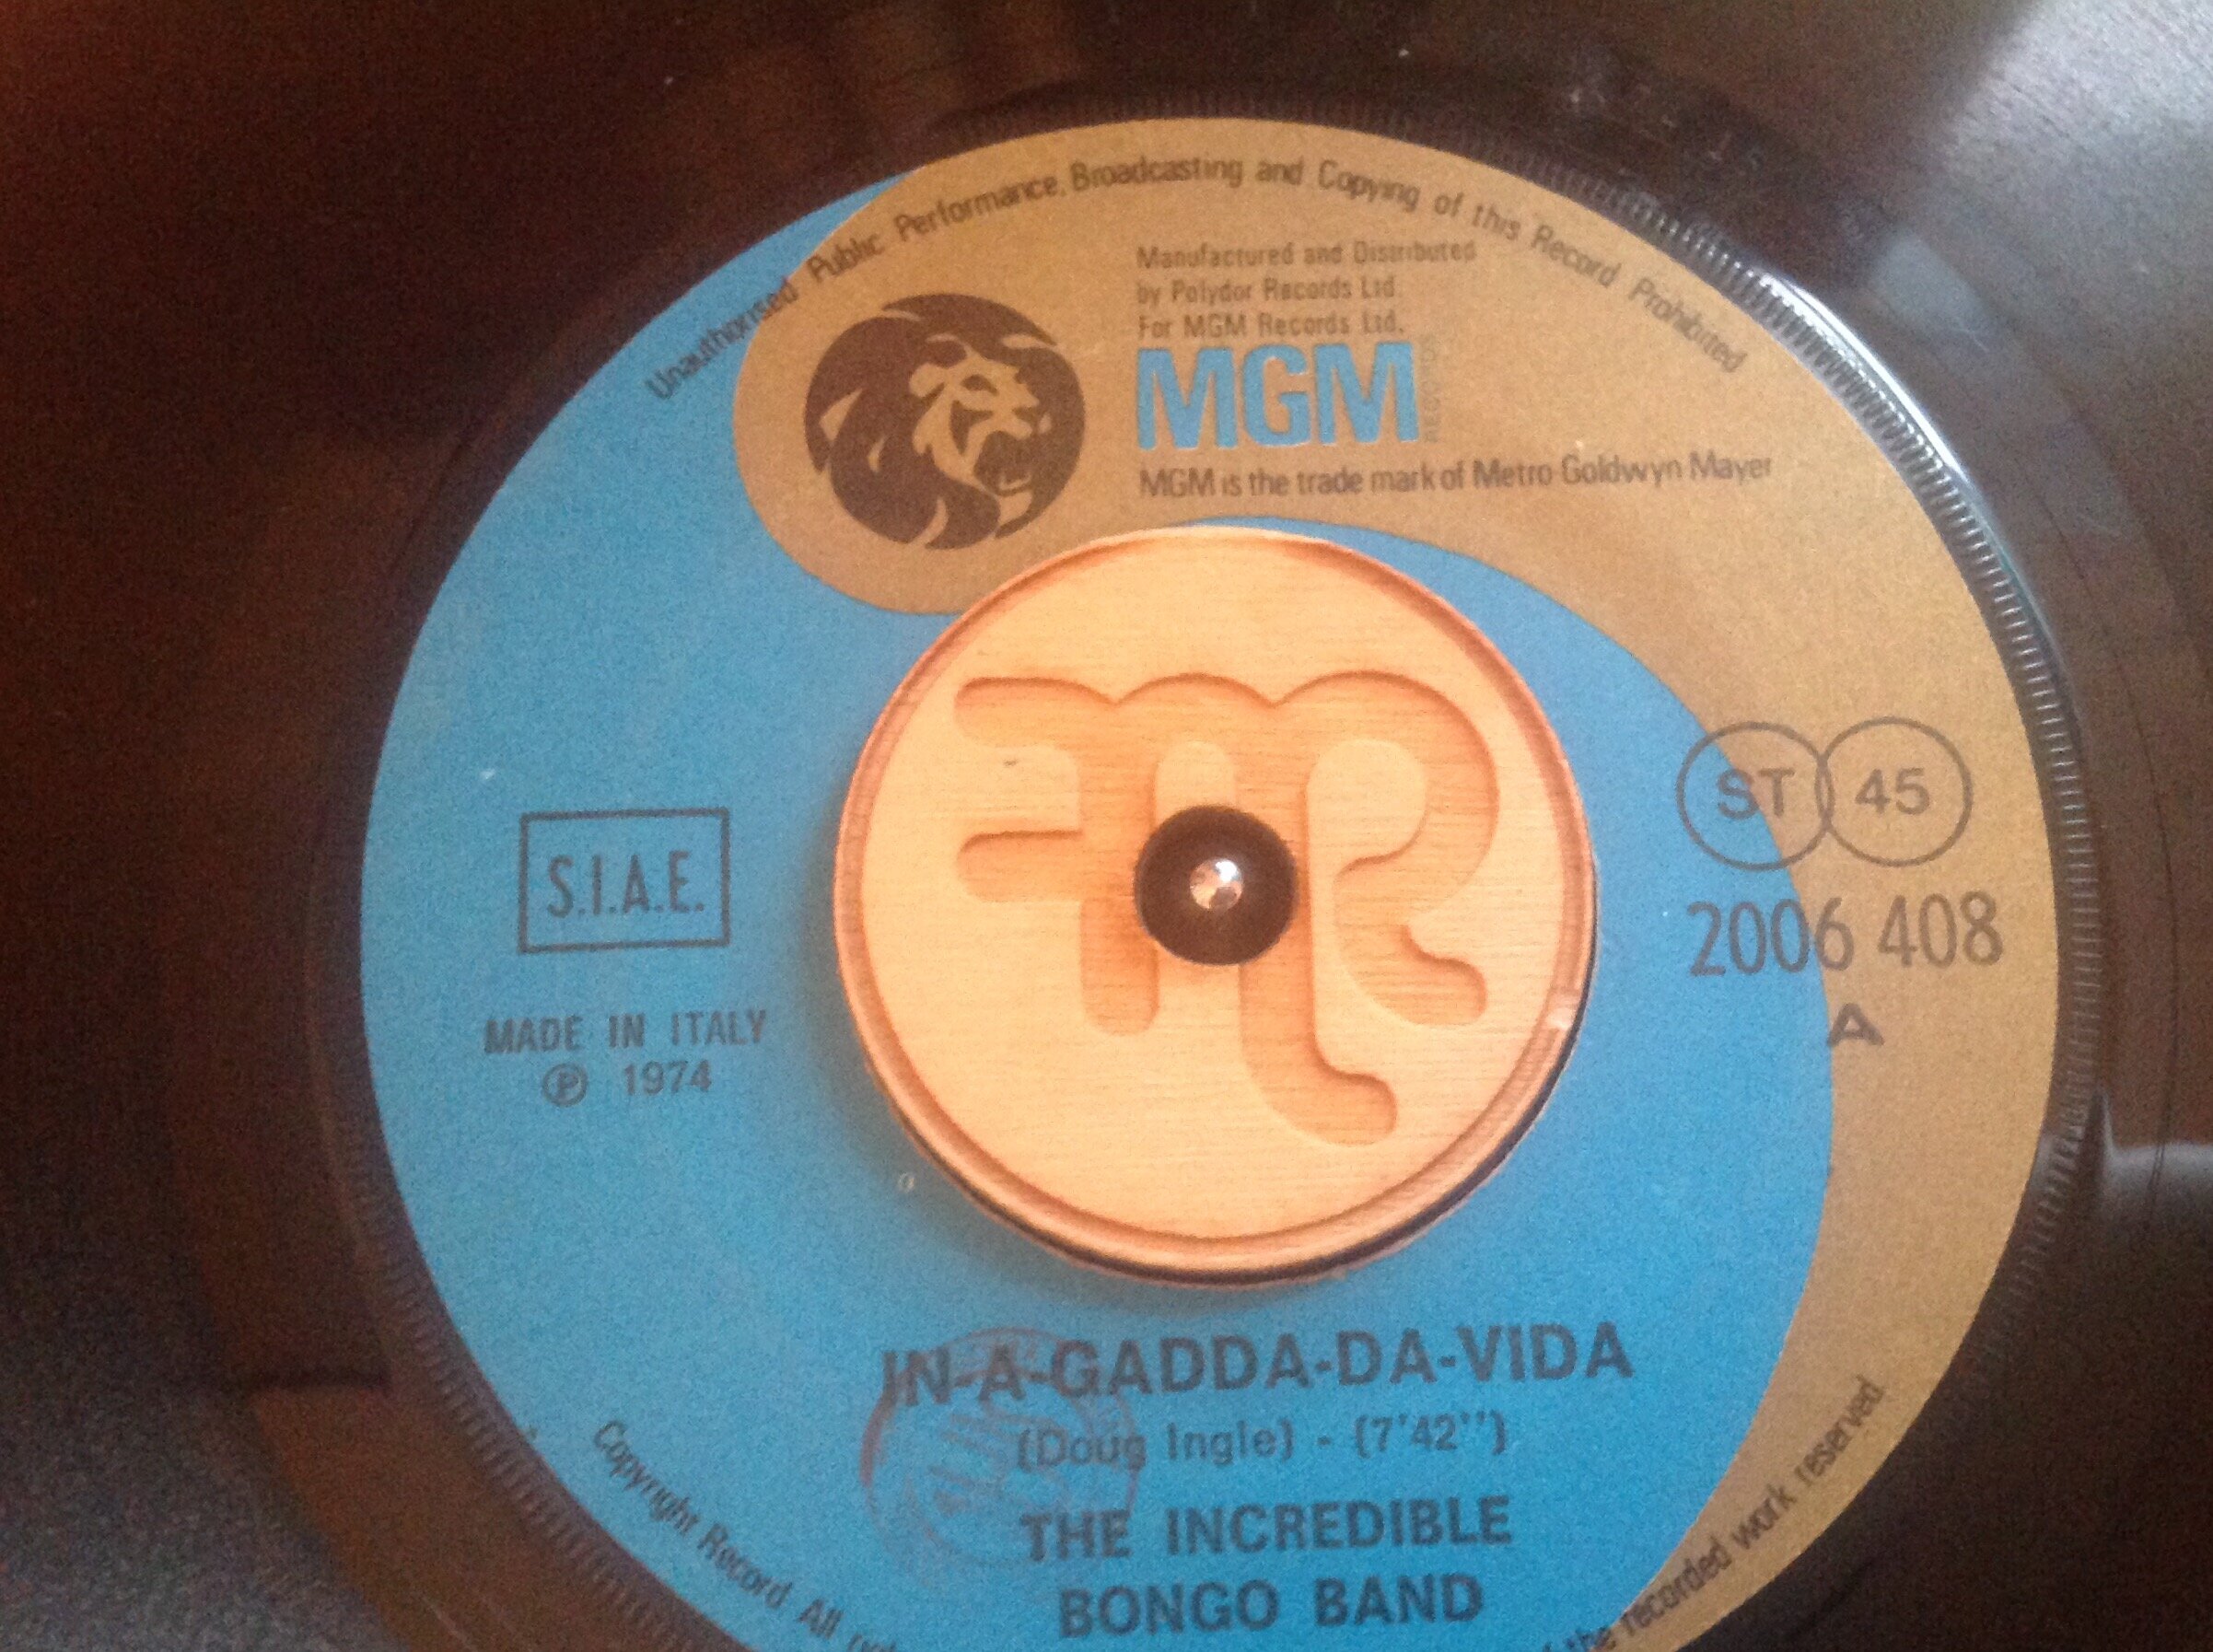 Unauthorised Public Performance, Broadcasting and Copying of this Record Prohibited
Manufactured and Distributed
by Polydor Records Ltd.
For MGM Records Ltd.
MGM RECORDS
MGM is the trade mark of Metro Goldwyn Mayer
ST 45
S.I.A.E.
2006 408
A
MADE IN ITALY
℗ 1974
IN-A-GADDA-DA-VIDA
(Doug Ingle) - (7'42'')
THE INCREDIBLE
BONGO BAND
Copyright Record All
the recorded work reserved